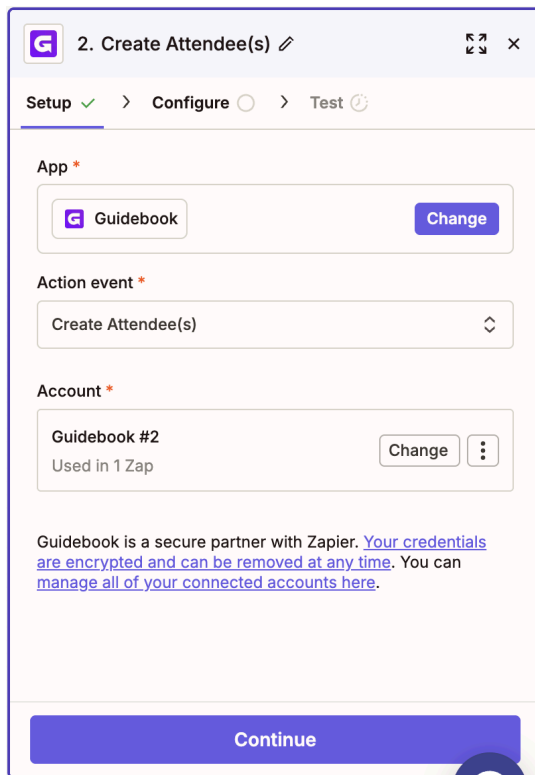 2. Create Attendee(s)
Setup > Configure > Test
App *
Guidebook
Change
Action event *
Create Attendee(s)
Account *
Guidebook #2
Used in 1 Zap
Change
Guidebook is a secure partner with Zapier. Your credentials
are encrypted and can be removed at any time. You can
manage all of your connected accounts here.
Continue